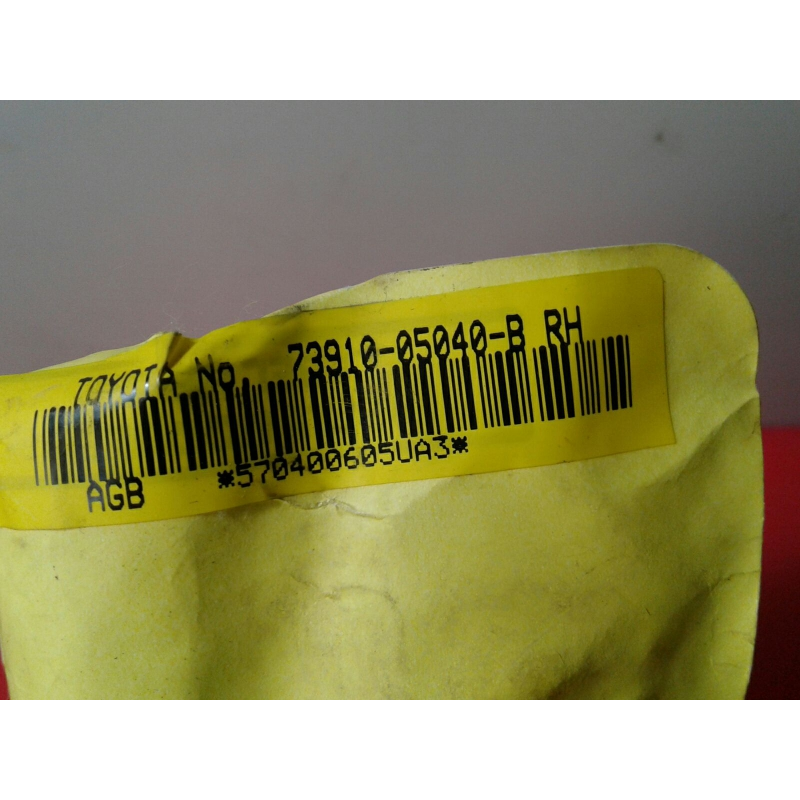 TOYOTA No. 73910-05040-B RH
AGB *570400605UA3*